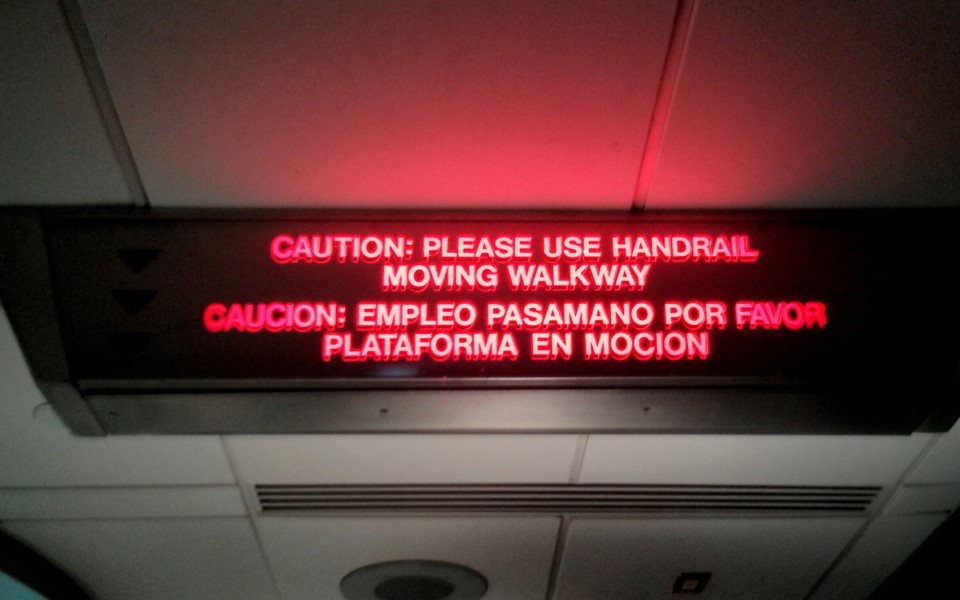 CAUTION: PLEASE USE HANDRAIL
MOVING WALKWAY
CAUCION: EMPLEO PASAMANO POR FAVOR
PLATAFORMA EN MOCION